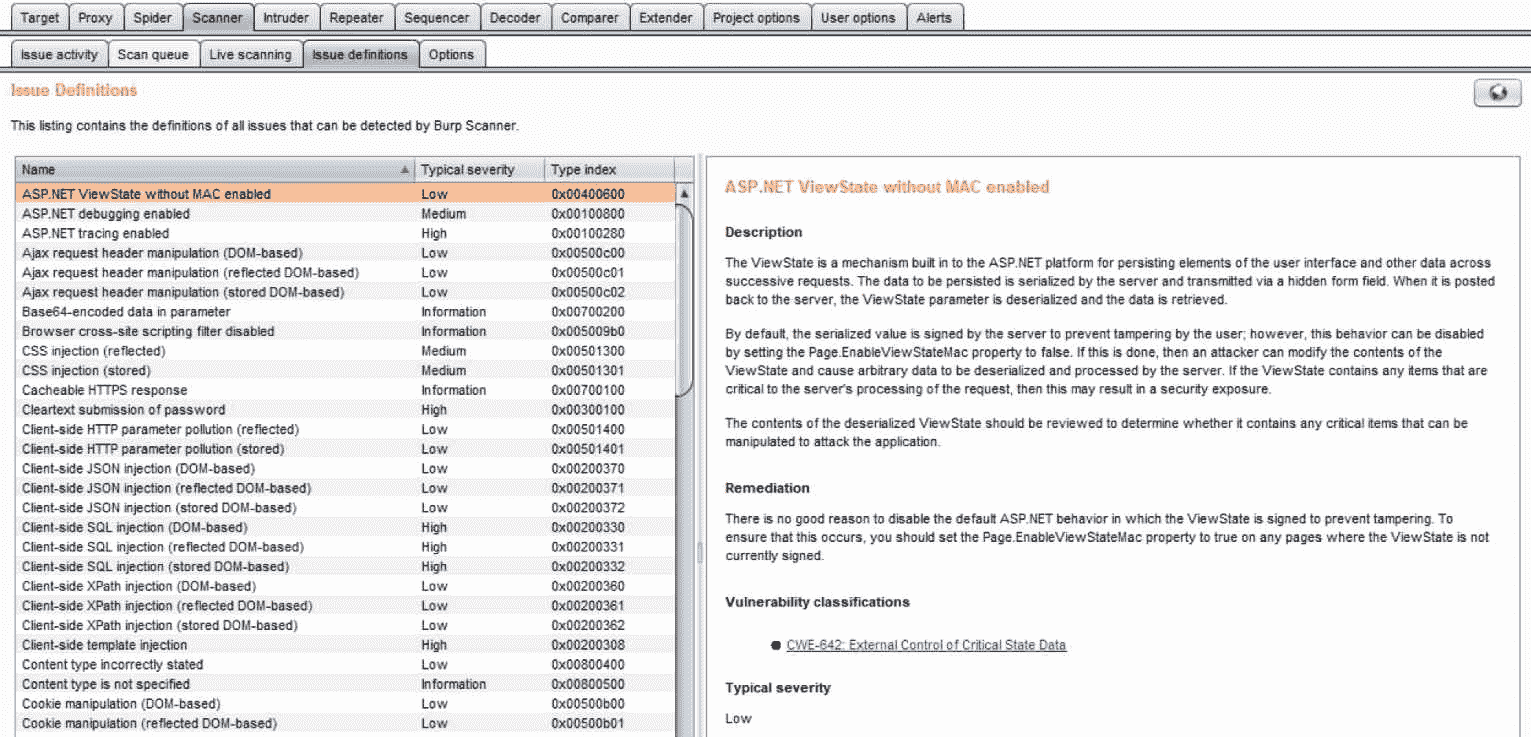 Target Proxy Spider Scanner Intruder Repeater Sequencer Decoder Comparer Extender Project options User options Alerts
Issue activity Scan queue Live scanning Issue definitions Options
Issue Definitions
This listing contains the definitions of all issues that can be detected by Burp Scanner.
Name Typical severity Type index
ASP.NET ViewState without MAC enabled Low 0x00400600
ASP.NET debugging enabled Medium 0x00100800
ASP.NET tracing enabled High 0x00100280
Ajax request header manipulation (DOM-based) Low 0x00500c00
Ajax request header manipulation (reflected DOM-based) Low 0x00500c01
Ajax request header manipulation (stored DOM-based) Low 0x00500c02
Base64-encoded data in parameter Information 0x00700200
Browser cross-site scripting filter disabled Information 0x005009b0
CSS injection (reflected) Medium 0x00501300
CSS injection (stored) Medium 0x00501301
Cacheable HTTPS response Information 0x00700100
Cleartext submission of password High 0x00300100
Client-side HTTP parameter pollution (reflected) Low 0x00501400
Client-side HTTP parameter pollution (stored) Low 0x00501401
Client-side JSON injection (DOM-based) Low 0x00200370
Client-side JSON injection (reflected DOM-based) Low 0x00200371
Client-side JSON injection (stored DOM-based) Low 0x00200372
Client-side SQL injection (DOM-based) High 0x00200330
Client-side SQL injection (reflected DOM-based) High 0x00200331
Client-side SQL injection (stored DOM-based) High 0x00200332
Client-side XPath injection (DOM-based) Low 0x00200360
Client-side XPath injection (reflected DOM-based) Low 0x00200361
Client-side XPath injection (stored DOM-based) Low 0x00200362
Client-side template injection High 0x00200308
Content type incorrectly stated Low 0x00800400
Content type is not specified Information 0x00800500
Cookie manipulation (DOM-based) Low 0x00500b00
Cookie manipulation (reflected DOM-based) Low 0x00500b01
ASP.NET ViewState without MAC enabled
Description
The ViewState is a mechanism built in to the ASP.NET platform for persisting elements of the user interface and other data across
successive requests. The data to be persisted is serialized by the server and transmitted via a hidden form field. When it is posted
back to the server, the ViewState parameter is deserialized and the data is retrieved.
By default, the serialized value is signed by the server to prevent tampering by the user; however, this behavior can be disabled
by setting the Page.EnableViewStateMac property to false. If this is done, then an attacker can modify the contents of the
ViewState and cause arbitrary data to be deserialized and processed by the server. If the ViewState contains any items that are
critical to the server's processing of the request, then this may result in a security exposure.
The contents of the deserialized ViewState should be reviewed to determine whether it contains any critical items that can be
manipulated to attack the application.
Remediation
There is no good reason to disable the default ASP.NET behavior in which the ViewState is signed to prevent tampering. To
ensure that this occurs, you should set the Page.EnableViewStateMac property to true on any pages where the ViewState is not
currently signed.
Vulnerability classifications
CWE-642: External Control of Critical State Data
Typical severity
Low